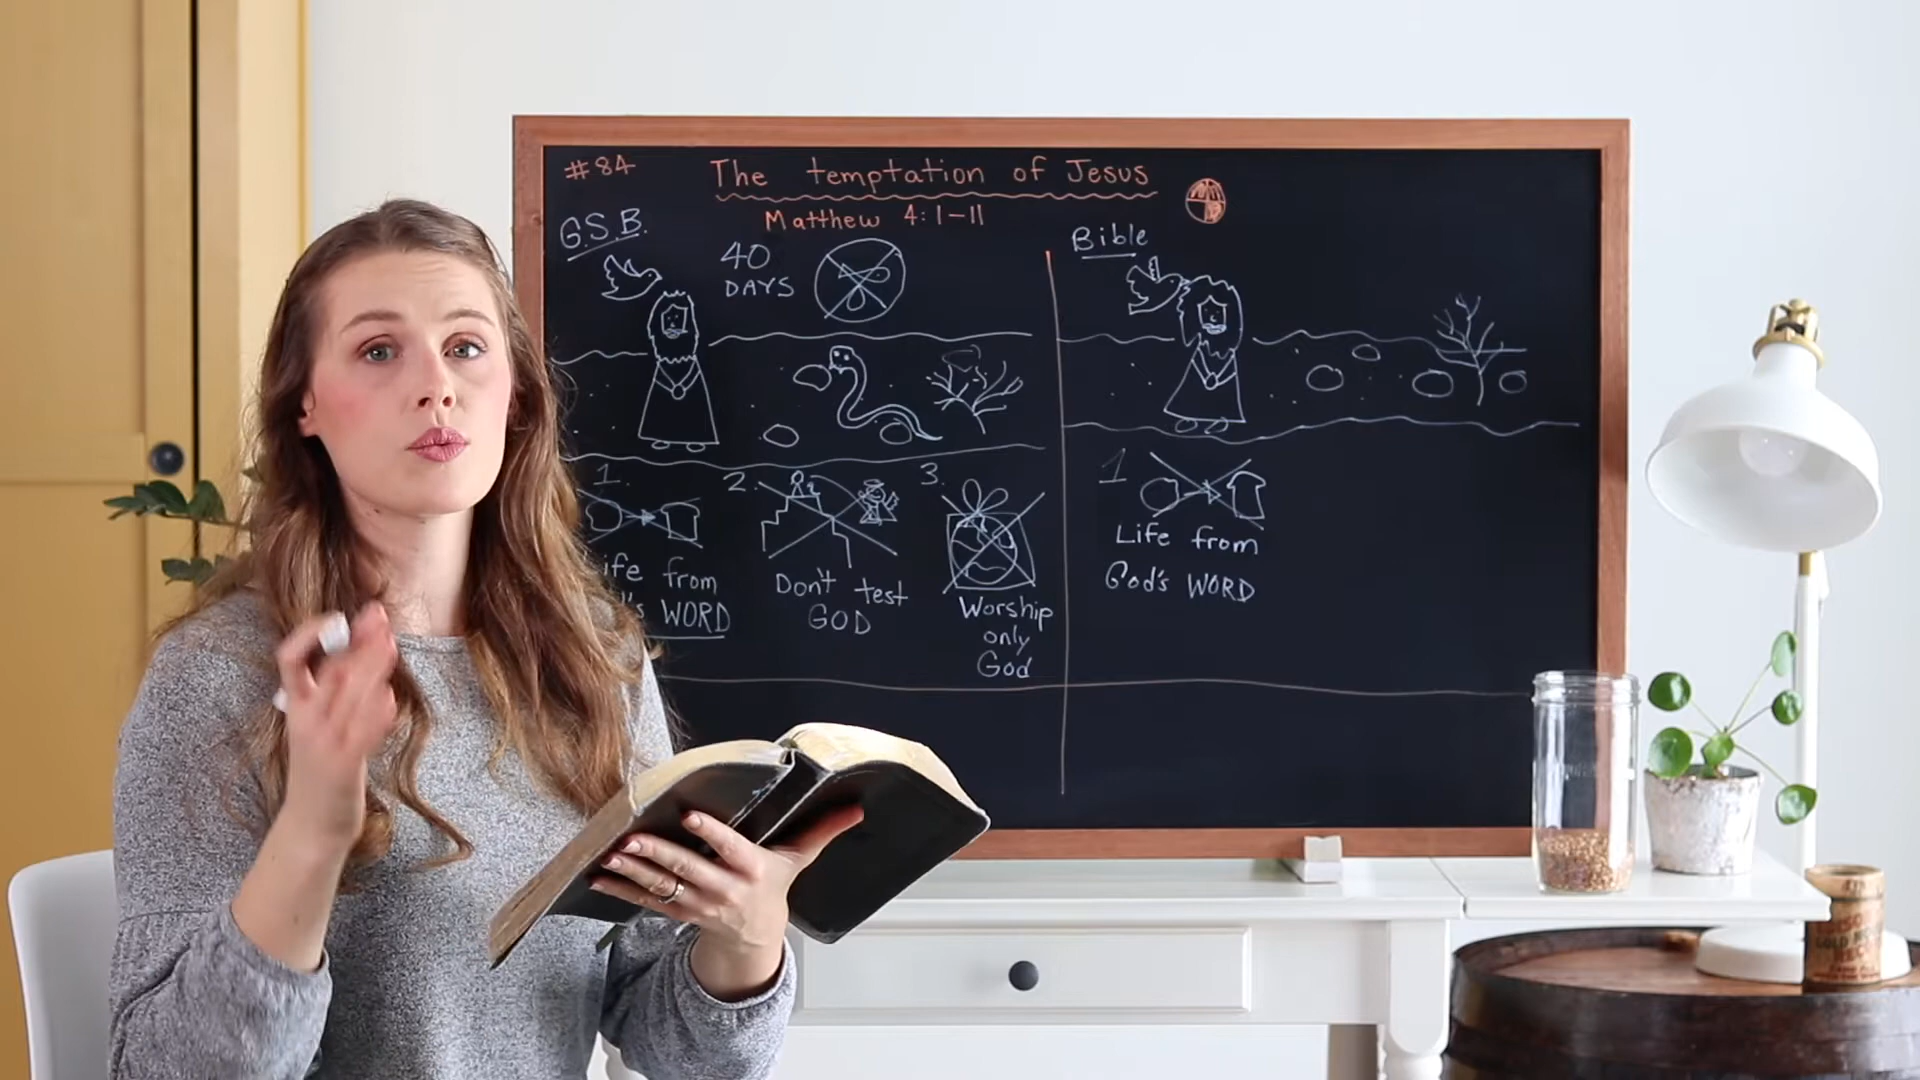 #84
The temptation of Jesus
Matthew 4:1-11
G.S.B.
40
DAYS
1.
ife from
's WORD
2.
Don't test
GOD
3.
Worship
only
God
Bible
1
Life from
God's WORD